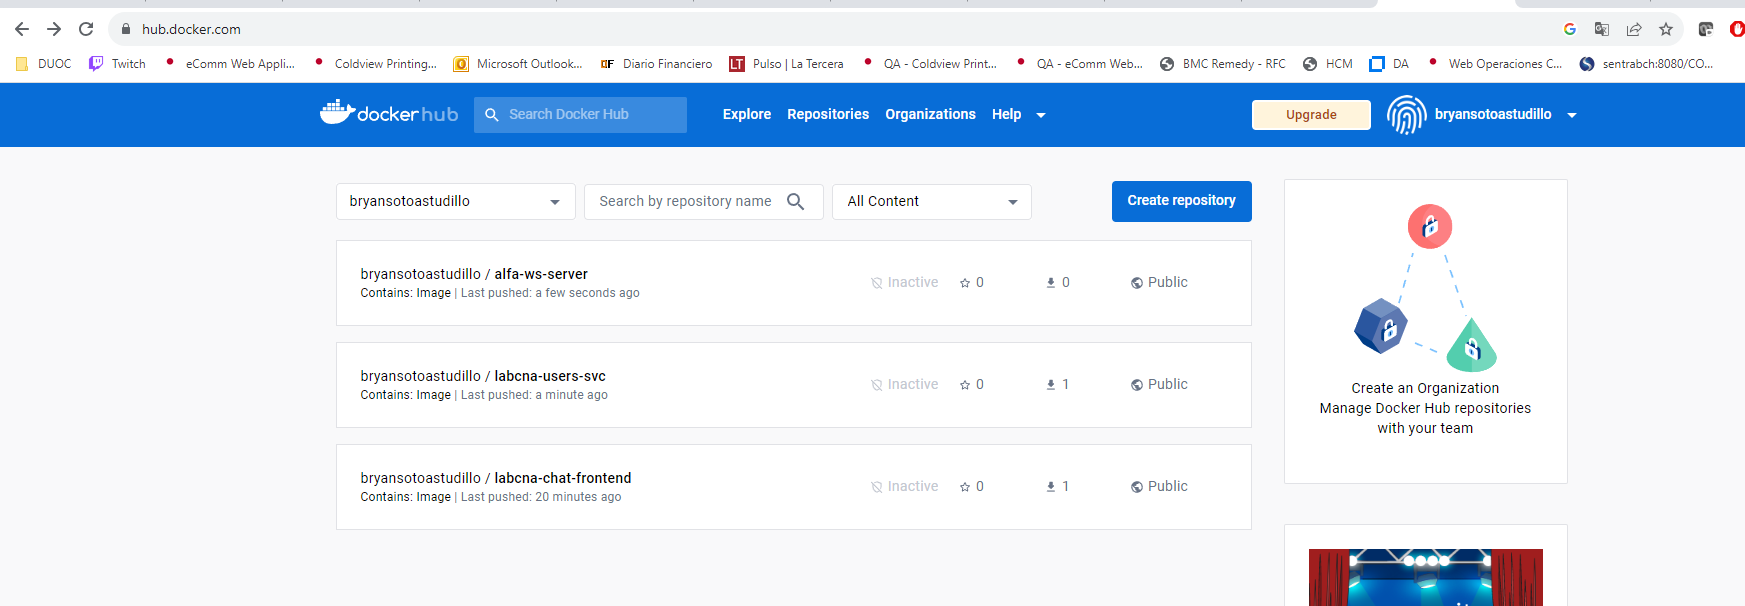 hub.docker.com
DUOC Twitch eComm Web Appli... Coldview Printing... Microsoft Outlook... Diario Financiero Pulso | La Tercera QA - Coldview Print... QA - eComm Web... BMC Remedy - RFC HCM DA Web Operaciones C... sentrabch:8080/CO...
dockerhub Search Docker Hub Explore Repositories Organizations Help Upgrade bryansotoastudillo
bryansotoastudillo Search by repository name All Content Create repository
bryansotoastudillo / alfa-ws-server
Contains: Image | Last pushed: a few seconds ago
Inactive 0 0 Public
bryansotoastudillo / labcna-users-svc
Contains: Image | Last pushed: a minute ago
Inactive 0 1 Public
bryansotoastudillo / labcna-chat-frontend
Contains: Image | Last pushed: 20 minutes ago
Inactive 0 1 Public
Create an Organization
Manage Docker Hub repositories
with your team